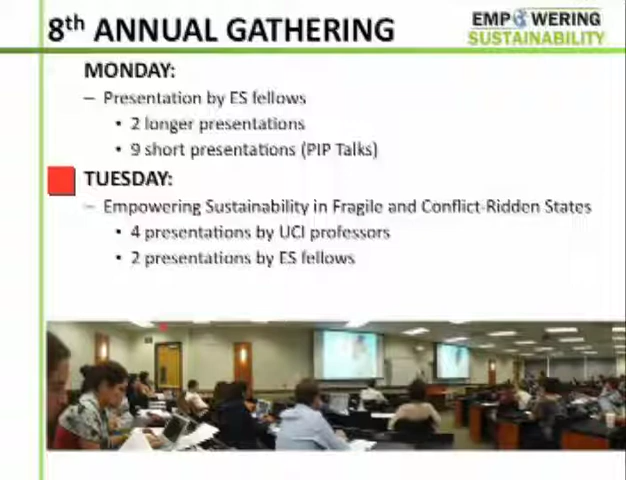 8th ANNUAL GATHERING
EMPOWERING
SUSTAINABILITY
MONDAY:
– Presentation by ES fellows
• 2 longer presentations
• 9 short presentations (PIP Talks)
TUESDAY:
– Empowering Sustainability in Fragile and Conflict-Ridden States
• 4 presentations by UCI professors
• 2 presentations by ES fellows